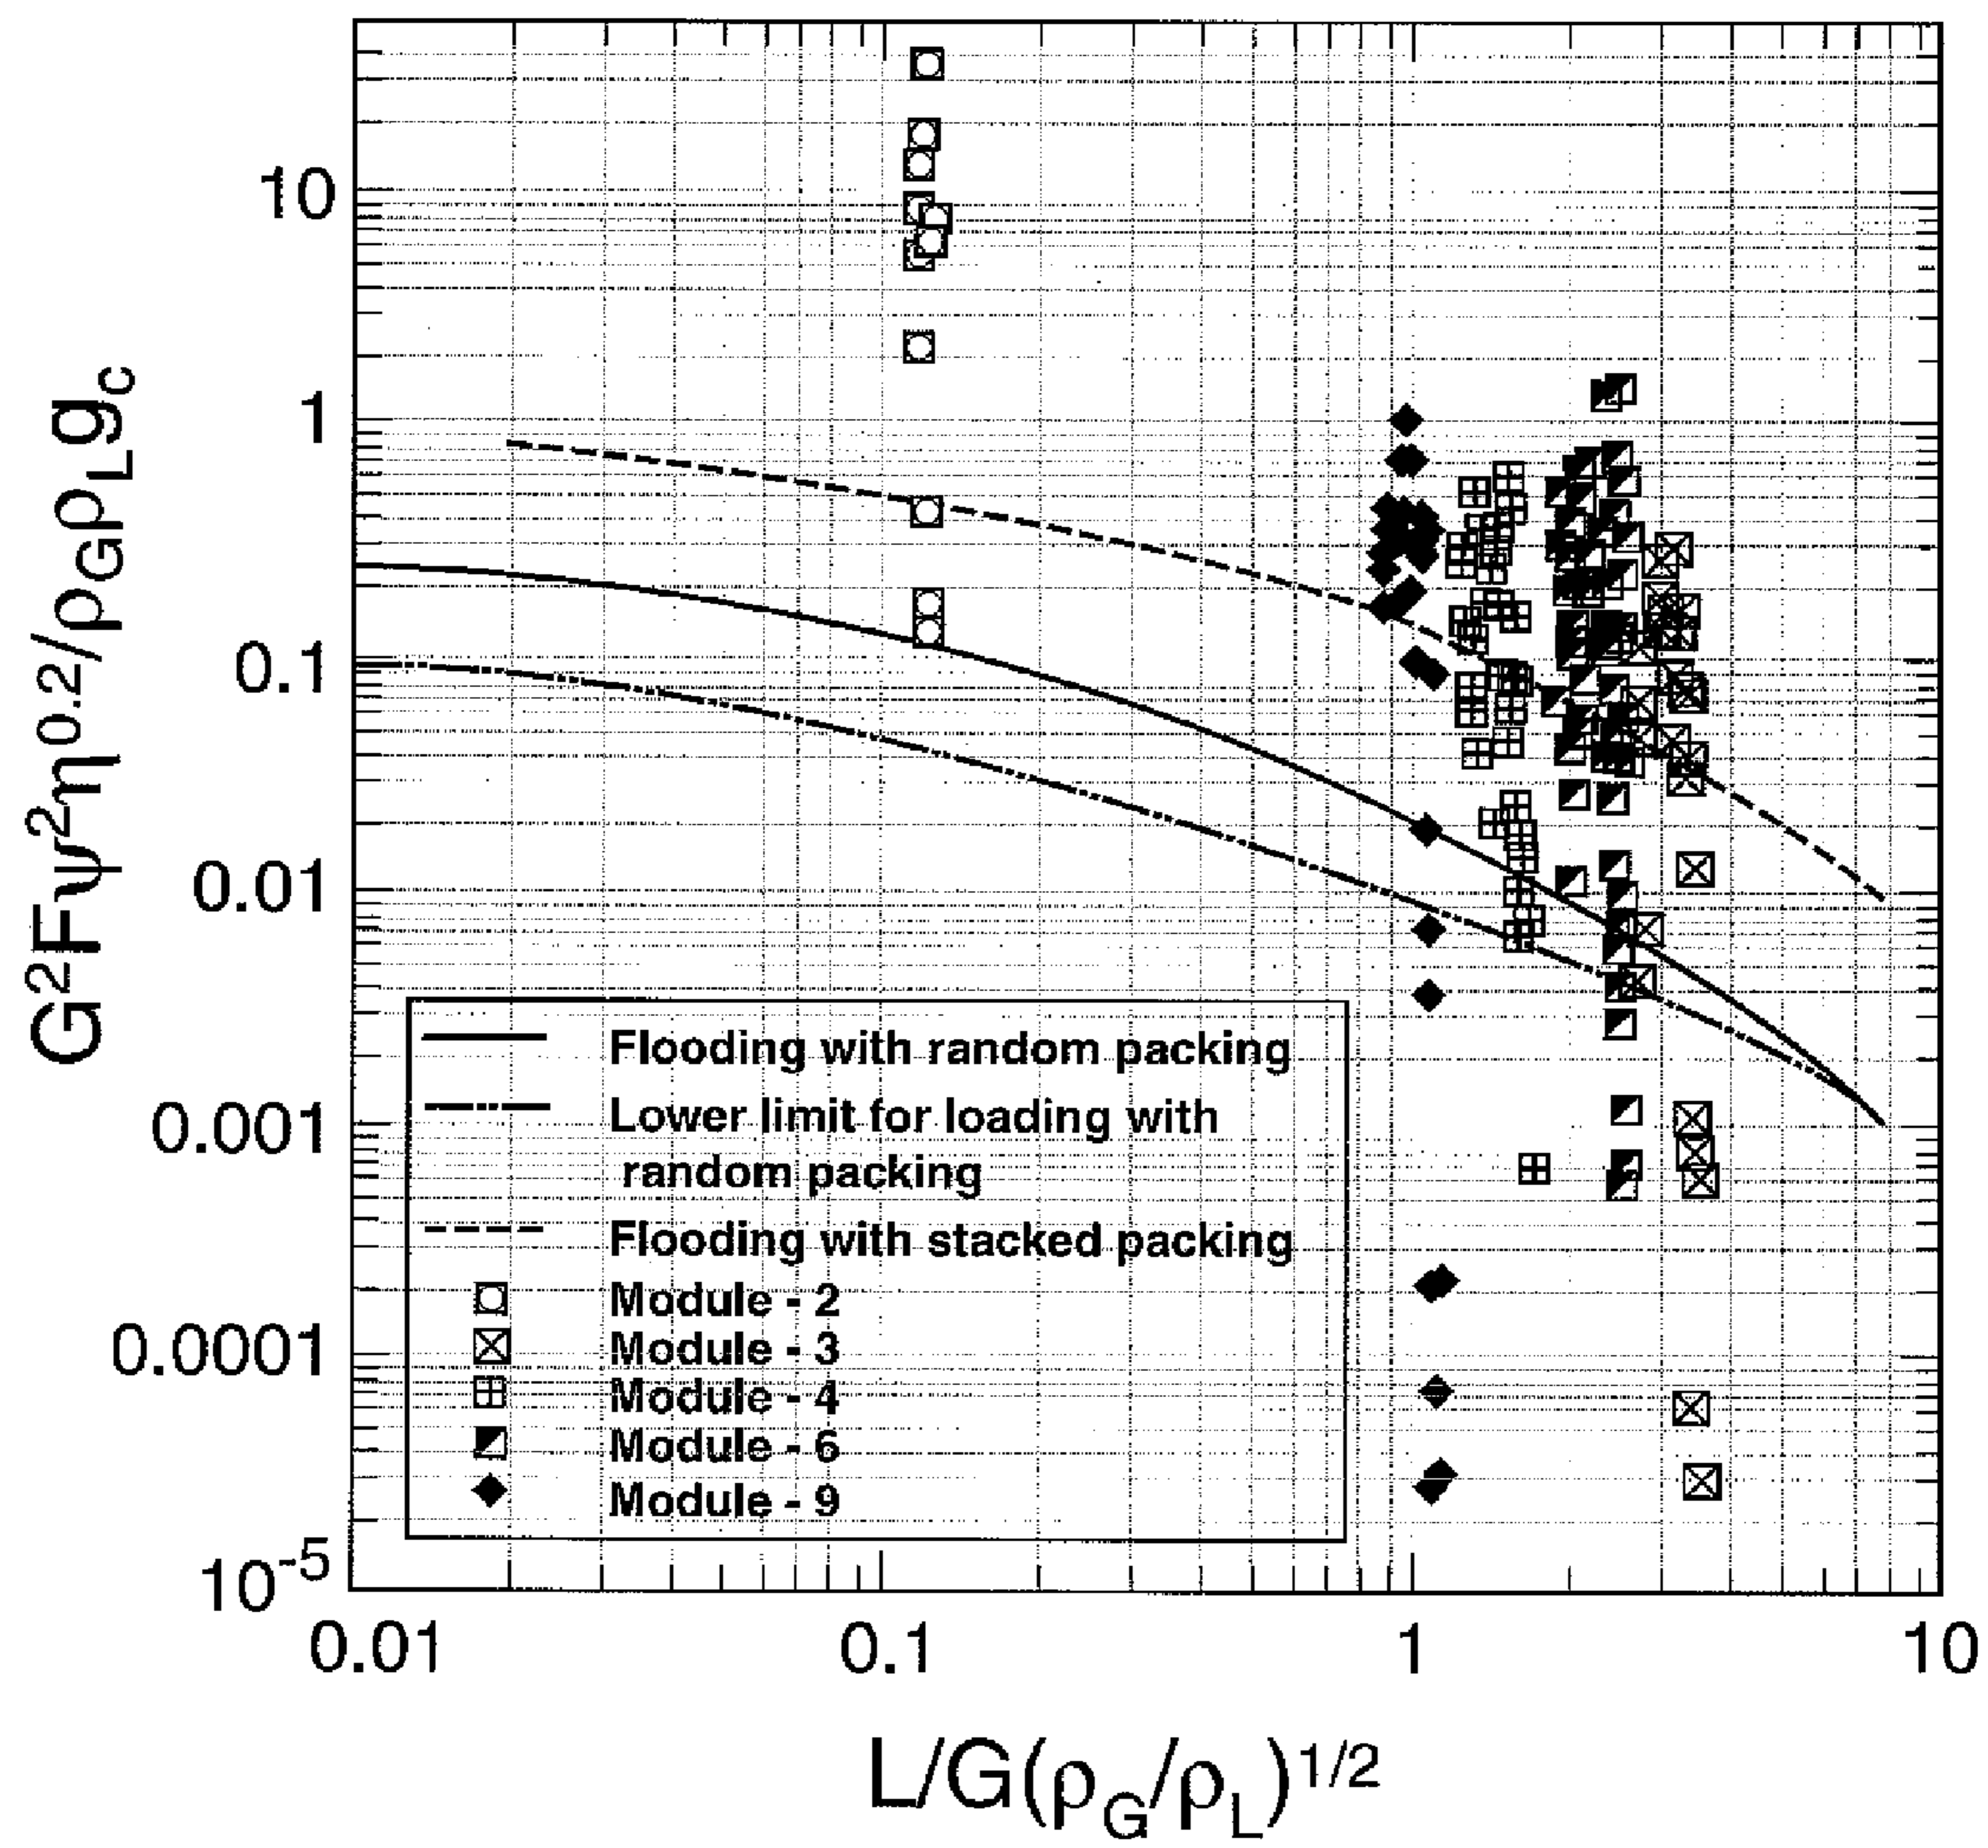 G²Fψ²η⁰·²/ρGρLgc
10
1
0.1
0.01
0.001
0.0001
10⁻⁵
Flooding with random packing
Lower limit for loading with
random packing
Flooding with stacked packing
Module - 2
Module - 3
Module - 4
Module - 6
Module - 9
0.01 0.1 1 10
L/G(ρG/ρL)¹/²